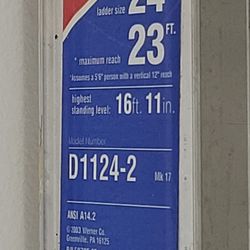 ladder size 24
23 FT.
* maximum reach
*Assumes a 5'6" person with a vertical 12" reach
highest
standing level: 16ft. 11in.
Model Number
D1124-2 Mk 17
ANSI A14.2
© 2003 Werner Co.
Greenville, PA 16125